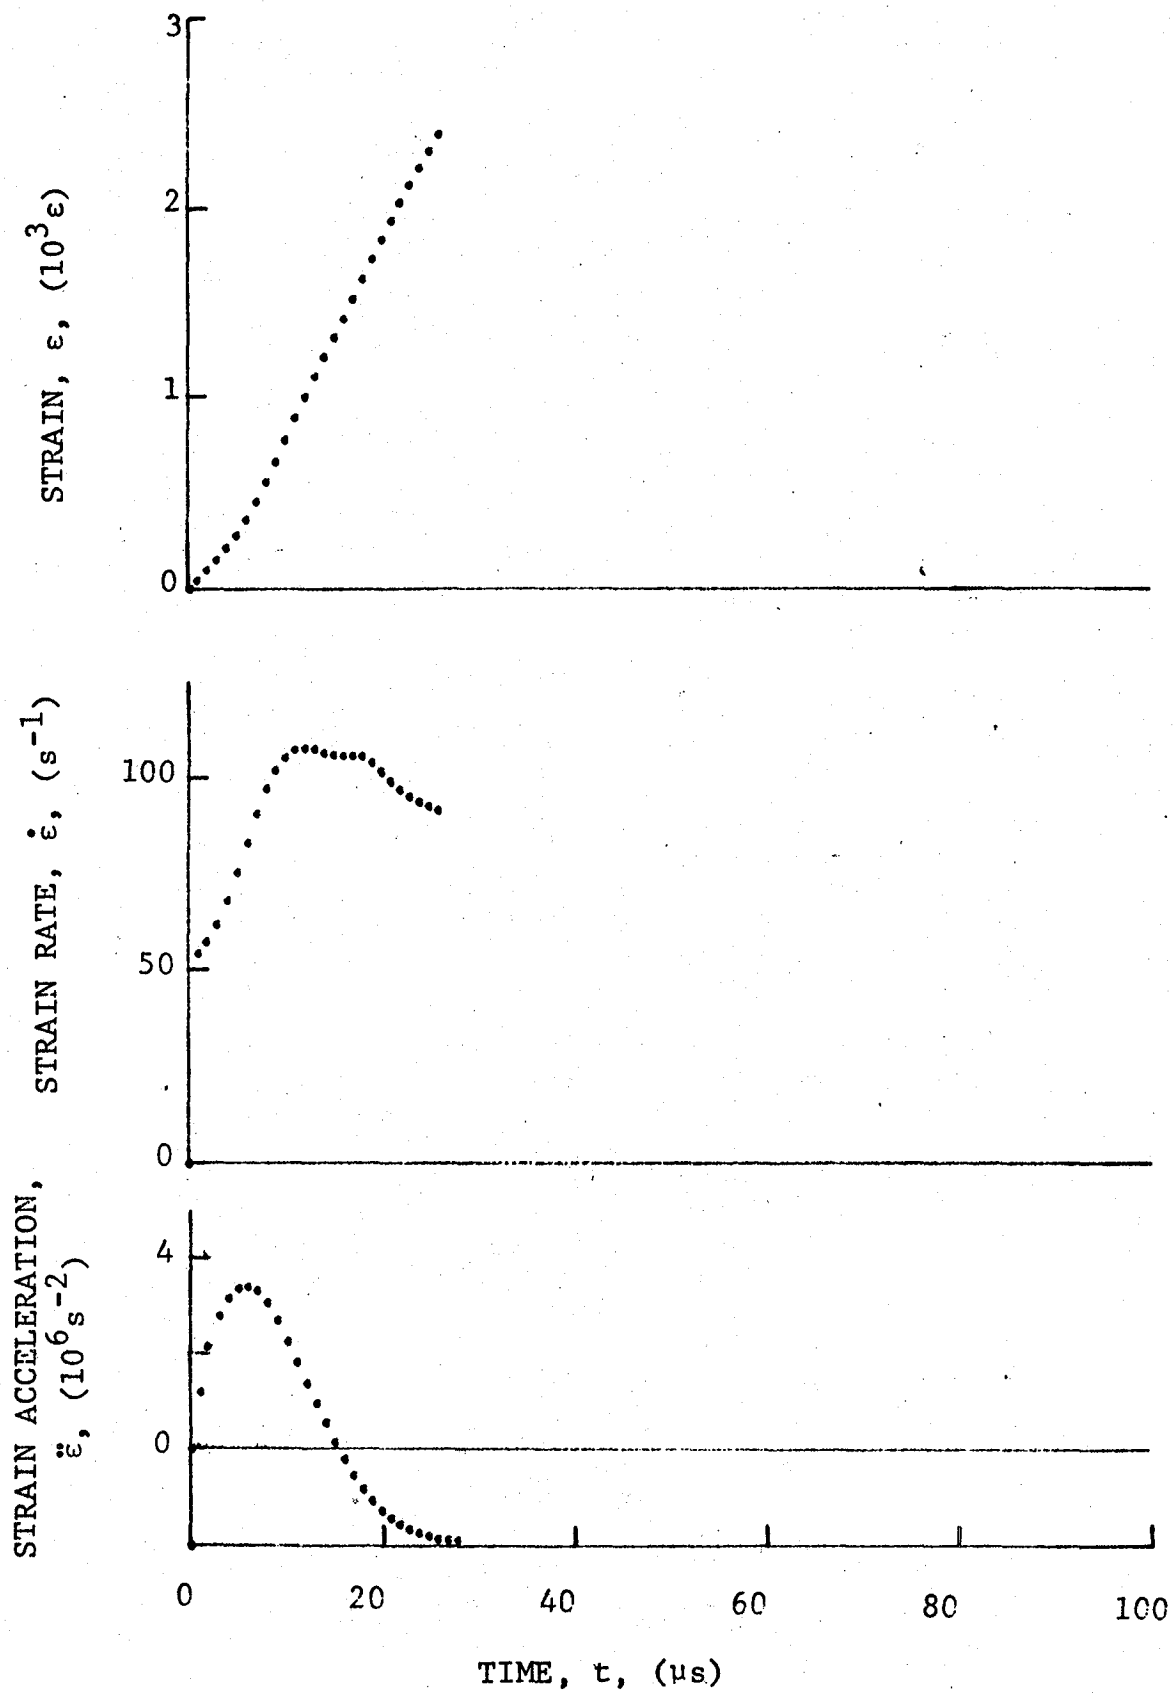 3
2
1
0
STRAIN, ε, (10³ε)
100
50
0
STRAIN RATE, ε̇, (s⁻¹)
4
0
STRAIN ACCELERATION,
ε̈, (10⁶s⁻²)
0 20 40 60 80 100
TIME, t, (μs)